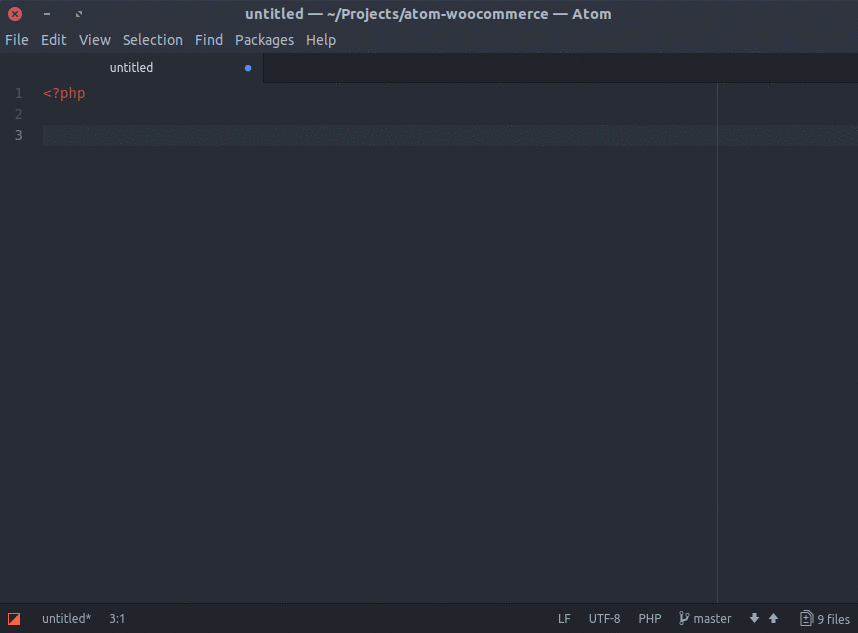 untitled — ~/Projects/atom-woocommerce — Atom
File Edit View Selection Find Packages Help
untitled
1 <?php
2
3
untitled* 3:1 LF UTF-8 PHP master 9 files